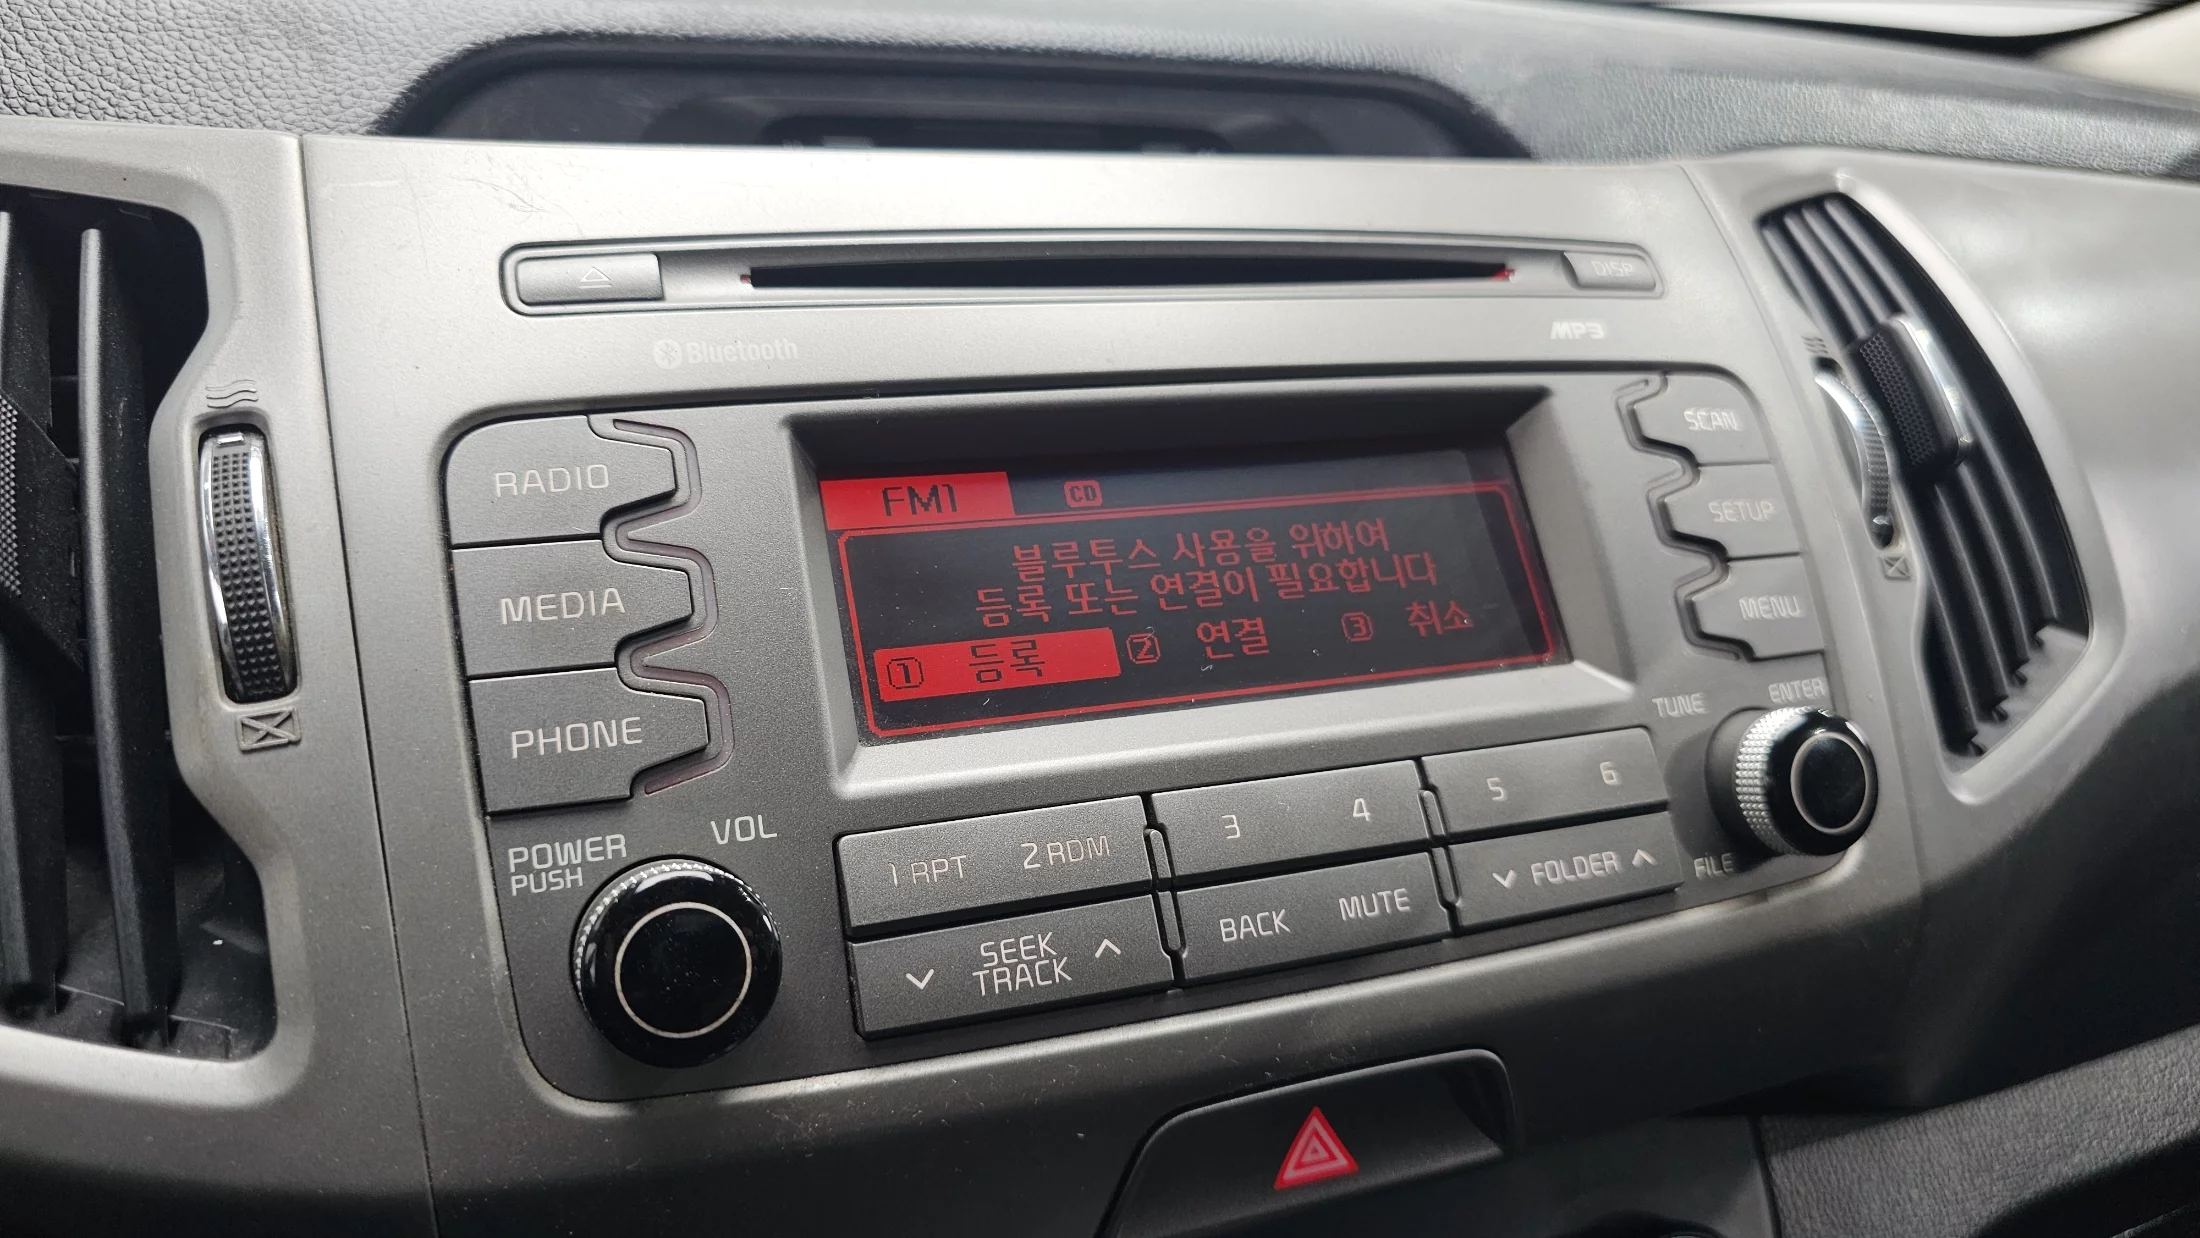 DISP
Bluetooth
MP3
RADIO
MEDIA
PHONE
FM1 CD
블루투스 사용을 위하여
등록 또는 연결이 필요합니다
1 등록 2 연결 3 취소
SCAN
SETUP
MENU
TUNE
ENTER
FILE
POWER
PUSH
VOL
1 RPT 2 RDM
3 4
5 6
SEEK
TRACK
BACK MUTE
FOLDER